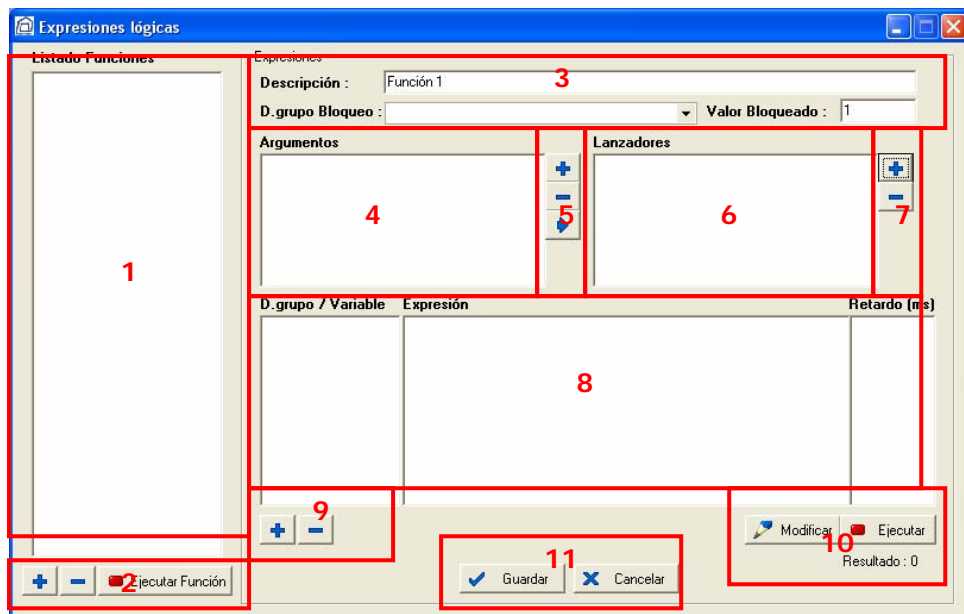 Expresiones lógicas
Listado Funciones
Expresiones
3
Descripción : Función 1
D.grupo Bloqueo : Valor Bloqueado : 1
Argumentos Lanzadores
1 4 5 6 7
D.grupo / Variable Expresión Retardo (ms)
8
9
Modificar Ejecutar
10
Resultado : 0
11
Guardar Cancelar
2 Ejecutar Función